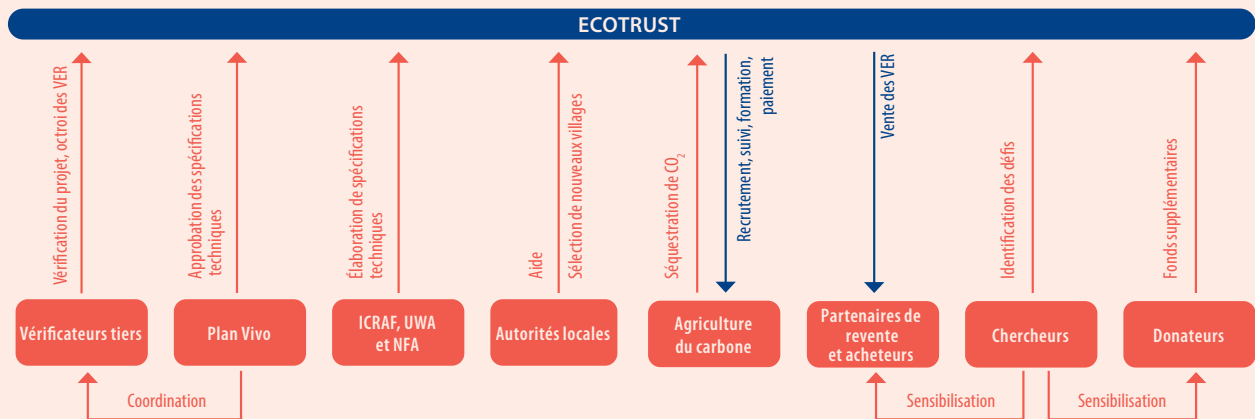 ECOTRUST
Vérification du projet, octroi des VER
Approbation des spécifications
techniques
Élaboration de spécifications
techniques
Aide
Sélection de nouveaux villages
Séquestration de CO₂
Recrutement, suivi, formation,
paiement
Vente des VER
Identification des défis
Fonds supplémentaires
Vérificateurs tiers
Plan Vivo
ICRAF, UWA
et NFA
Autorités locales
Agriculture
du carbone
Partenaires de
revente
et acheteurs
Chercheurs
Donateurs
Coordination
Sensibilisation
Sensibilisation